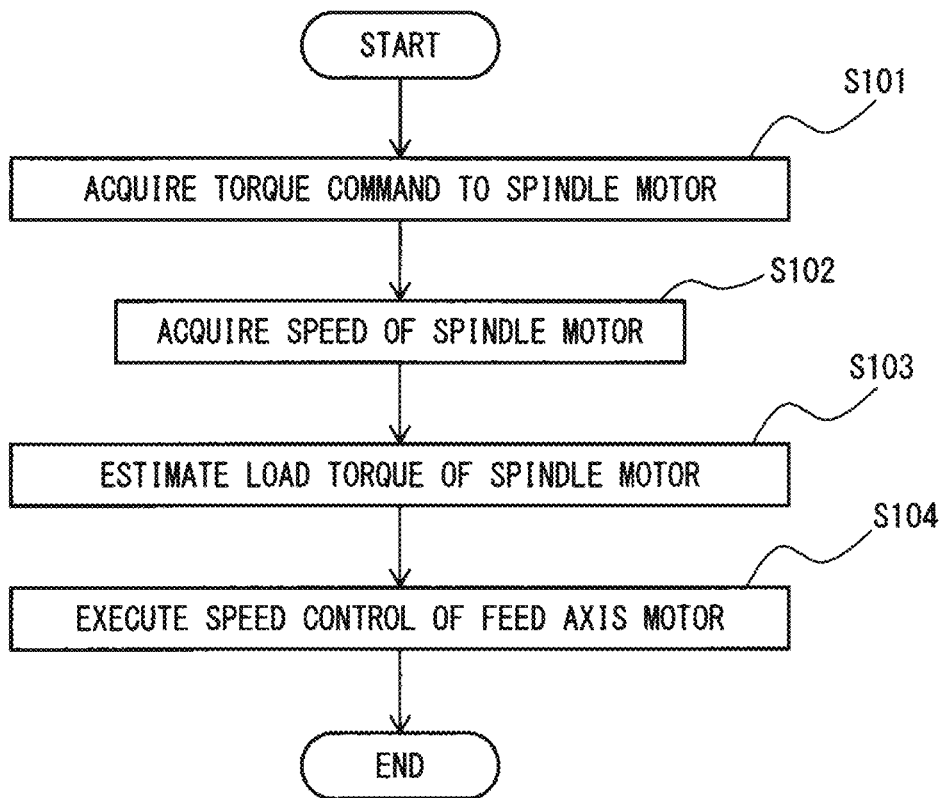 START
S101
ACQUIRE TORQUE COMMAND TO SPINDLE MOTOR
S102
ACQUIRE SPEED OF SPINDLE MOTOR
S103
ESTIMATE LOAD TORQUE OF SPINDLE MOTOR
S104
EXECUTE SPEED CONTROL OF FEED AXIS MOTOR
END